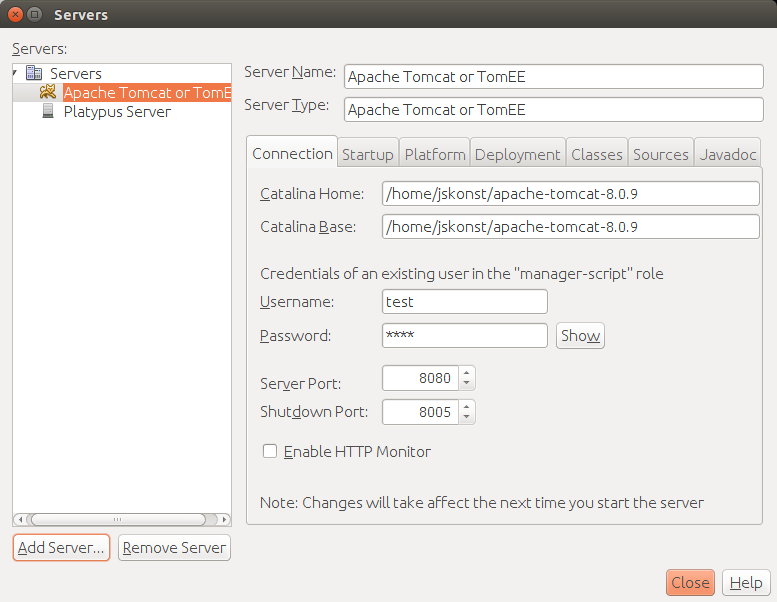 Servers
Servers:
Servers
Apache Tomcat or TomE
Platypus Server
Add Server...
Remove Server
Server Name: Apache Tomcat or TomEE
Server Type: Apache Tomcat or TomEE
Connection Startup Platform Deployment Classes Sources Javadoc
Catalina Home: /home/jskonst/apache-tomcat-8.0.9
Catalina Base: /home/jskonst/apache-tomcat-8.0.9
Credentials of an existing user in the "manager-script" role
Username: test
Password: **** Show
Server Port: 8080
Shutdown Port: 8005
Enable HTTP Monitor
Note: Changes will take affect the next time you start the server
Close Help